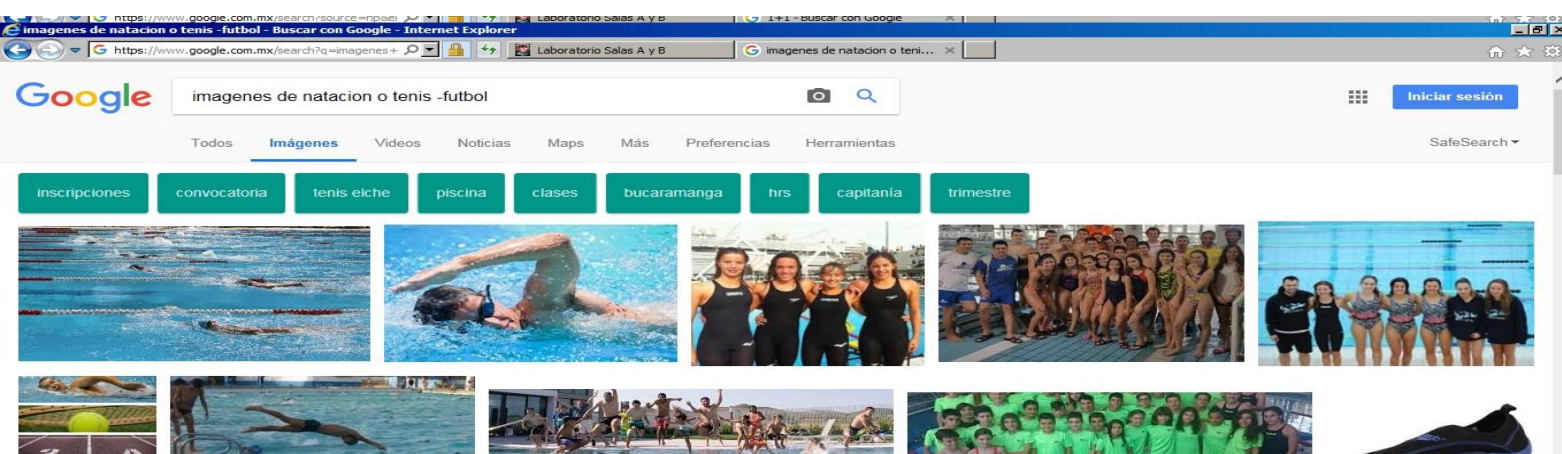 https://www.google.com.mx/search?source=hp&ei Laboratorio Salas A y B 1+1 - Buscar con Google
imagenes de natacion o tenis -futbol - Buscar con Google - Internet Explorer
https://www.google.com.mx/search?q=imagenes+ Laboratorio Salas A y B imagenes de natacion o teni...
Google imagenes de natacion o tenis -futbol Iniciar sesión
Todos Imágenes Videos Noticias Maps Más Preferencias Herramientas SafeSearch
inscripciones convocatoria tenis elche piscina clases bucaramanga hrs capitanía trimestre